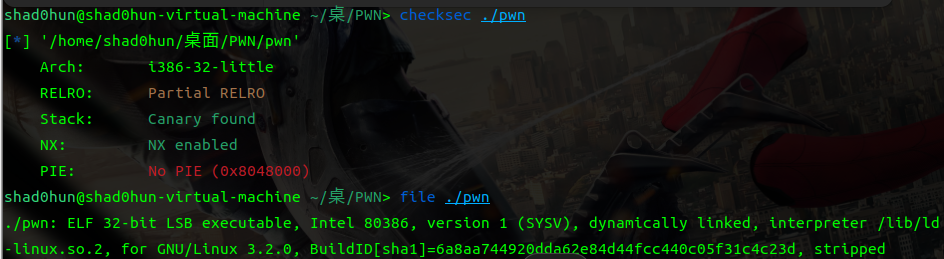 shad0hun@shad0hun-virtual-machine ~/桌/PWN> checksec ./pwn
[*] '/home/shad0hun/桌面/PWN/pwn'
    Arch:       i386-32-little
    RELRO:      Partial RELRO
    Stack:      Canary found
    NX:         NX enabled
    PIE:        No PIE (0x8048000)
shad0hun@shad0hun-virtual-machine ~/桌/PWN> file ./pwn
./pwn: ELF 32-bit LSB executable, Intel 80386, version 1 (SYSV), dynamically linked, interpreter /lib/ld
-linux.so.2, for GNU/Linux 3.2.0, BuildID[sha1]=6a8aa744920dda62e84d44fcc440c05f31c4c23d, stripped